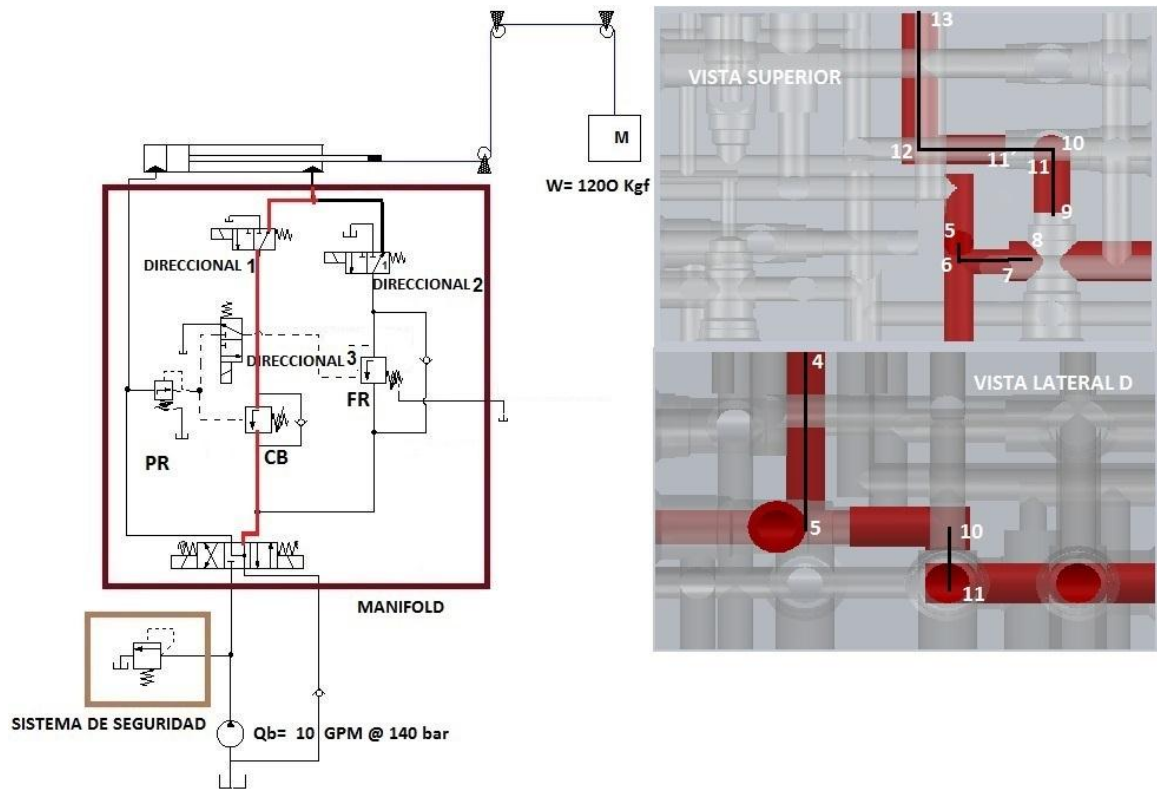 M
W= 1200 Kgf
DIRECCIONAL 1
1
DIRECCIONAL 2
DIRECCIONAL 3
FR
PR
CB
MANIFOLD
SISTEMA DE SEGURIDAD
Qb= 10 GPM @ 140 bar
13
VISTA SUPERIOR
12
11´
11
10
9
5
8
6
7
4
VISTA LATERAL D
5
10
11